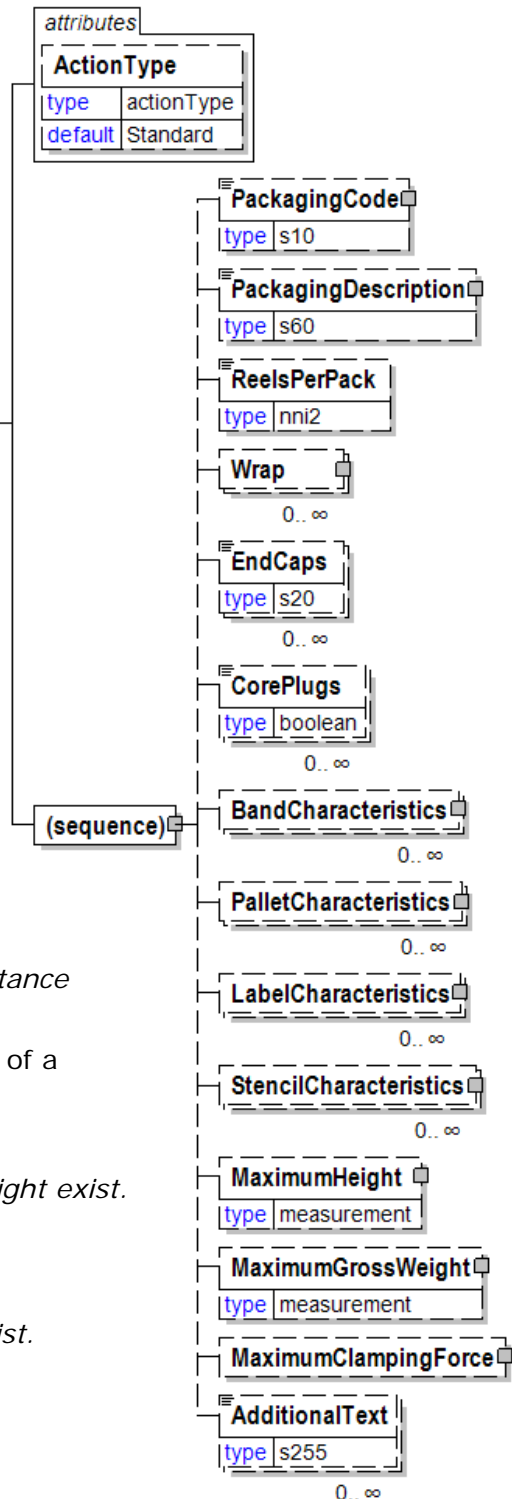 attributes
ActionType
type actionType
default Standard
PackagingCode
type s10
PackagingDescription
type s60
ReelsPerPack
type nni2
Wrap
0.. ∞
EndCaps
type s20
0.. ∞
CorePlugs
type boolean
0.. ∞
(sequence)
BandCharacteristics
0.. ∞
PalletCharacteristics
0.. ∞
tance
LabelCharacteristics
0.. ∞
of a
StencilCharacteristics
0.. ∞
MaximumHeight
ight exist.
type measurement
MaximumGrossWeight
type measurement
ist.
MaximumClampingForce
AdditionalText
type s255
0.. ∞